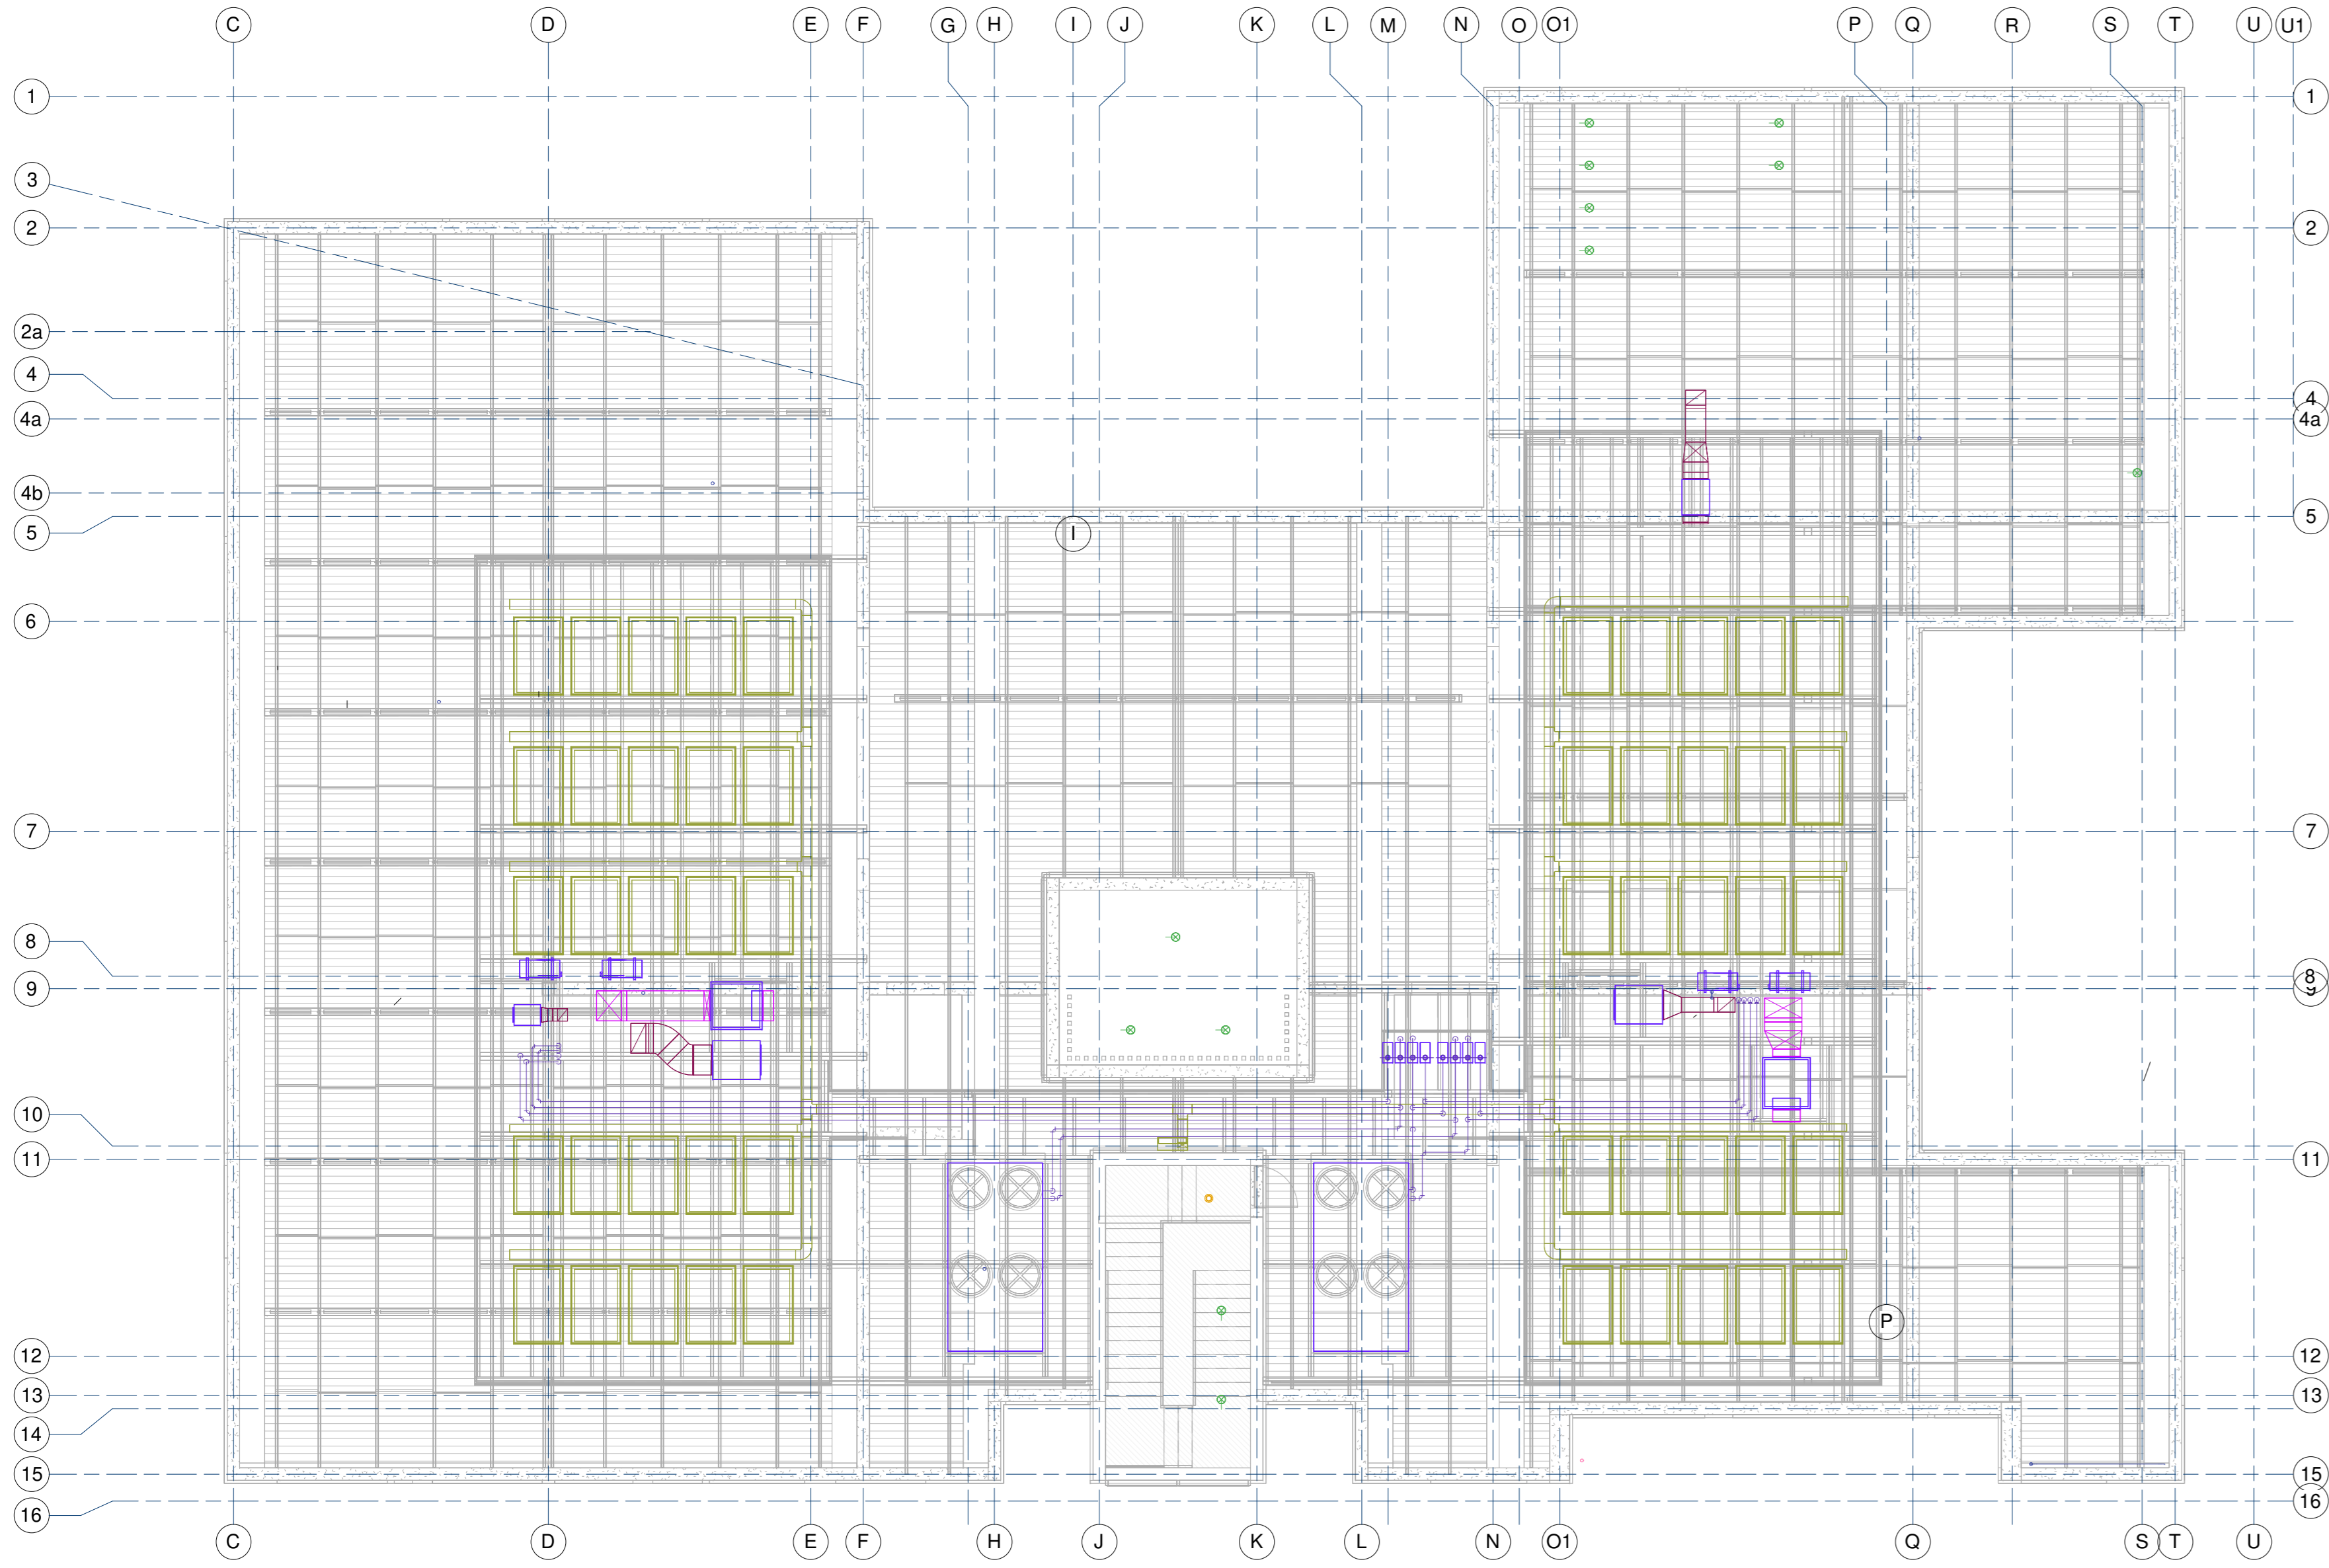 C D E F G H I J K L M N O O1 P Q R S T U U1
1 1
3
2 2
2a
4 4
4a 4a
4b
5 5
I
6
7 7
8 8
9 9
10
11 11
P
12 12
13 13
14
15 15
16 16
C D E F H J K L N O1 Q S T U